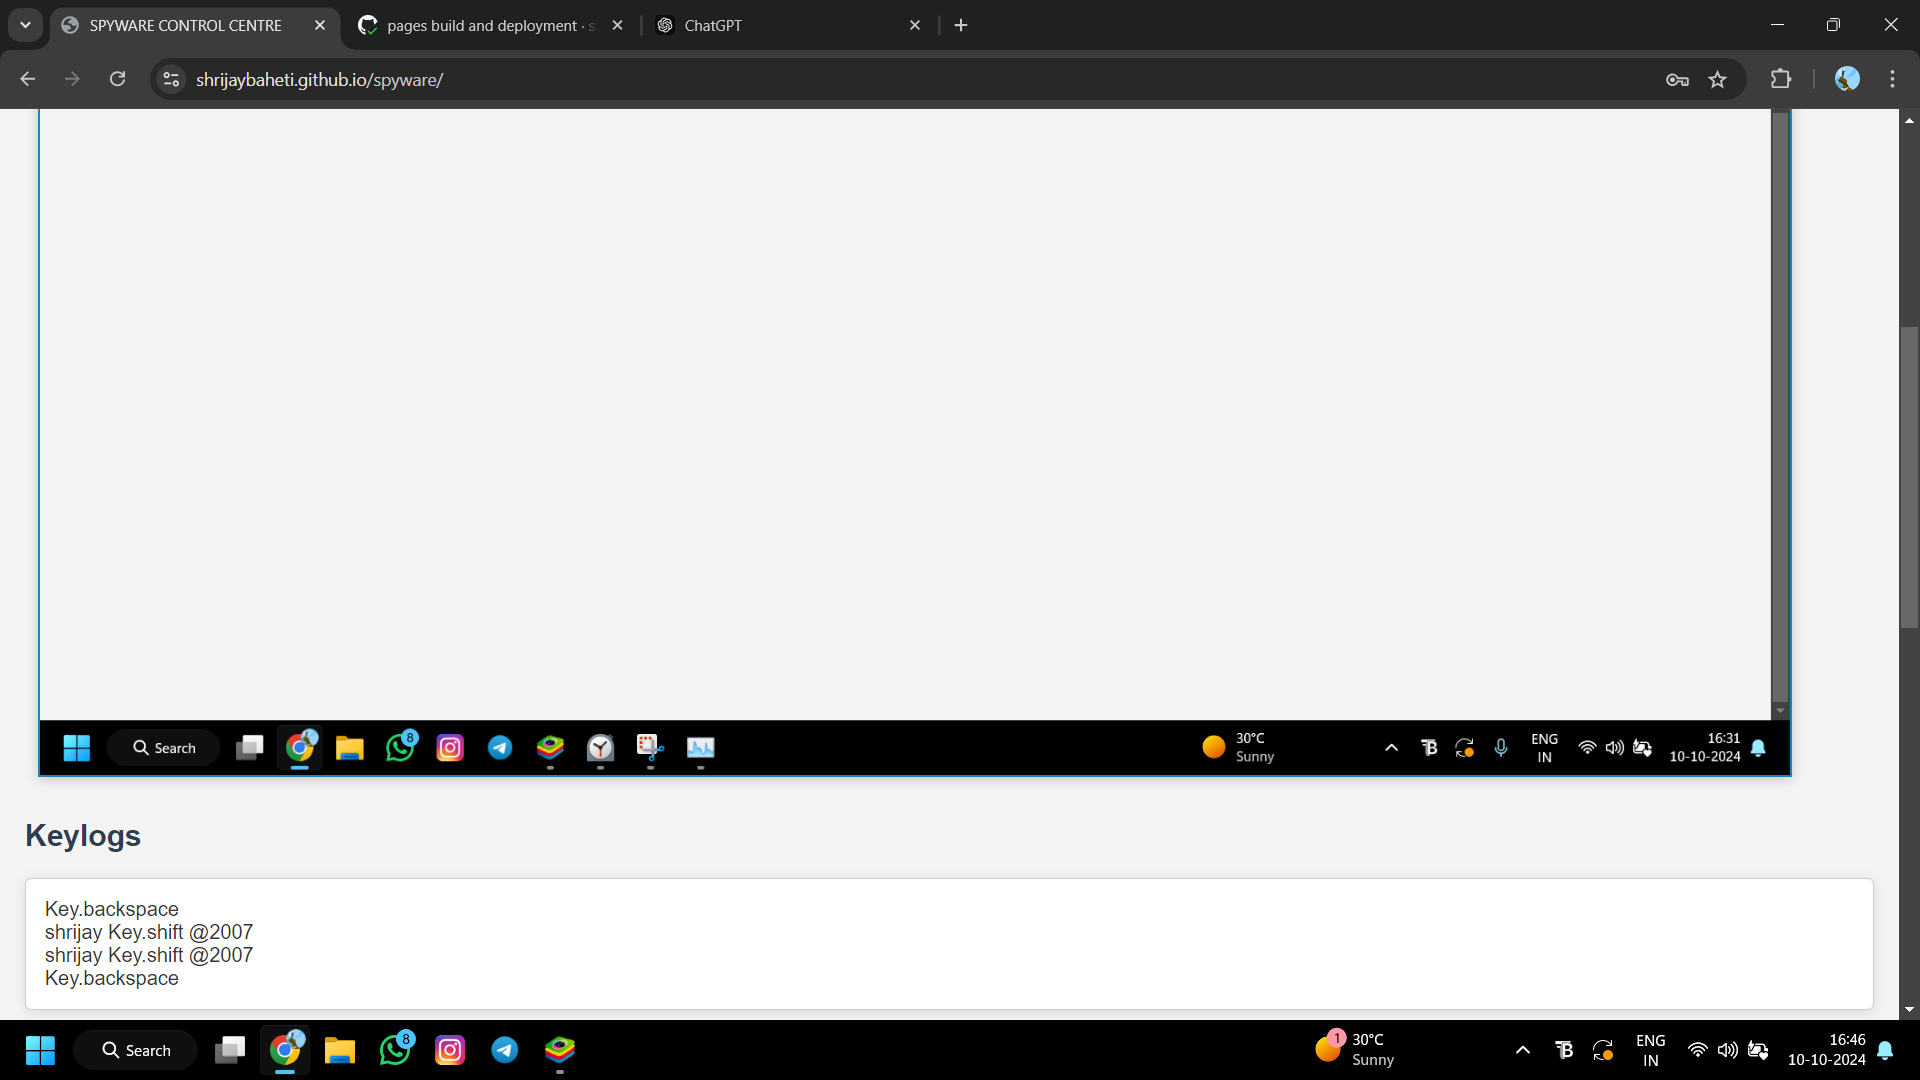 SPYWARE CONTROL CENTRE
pages build and deployment · s
ChatGPT
shrijaybaheti.github.io/spyware/
Search
8
30°C
Sunny
ENG
IN
16:31
10-10-2024
Keylogs
Key.backspace
shrijay Key.shift @2007
shrijay Key.shift @2007
Key.backspace
Search
8
1
30°C
Sunny
ENG
IN
16:46
10-10-2024